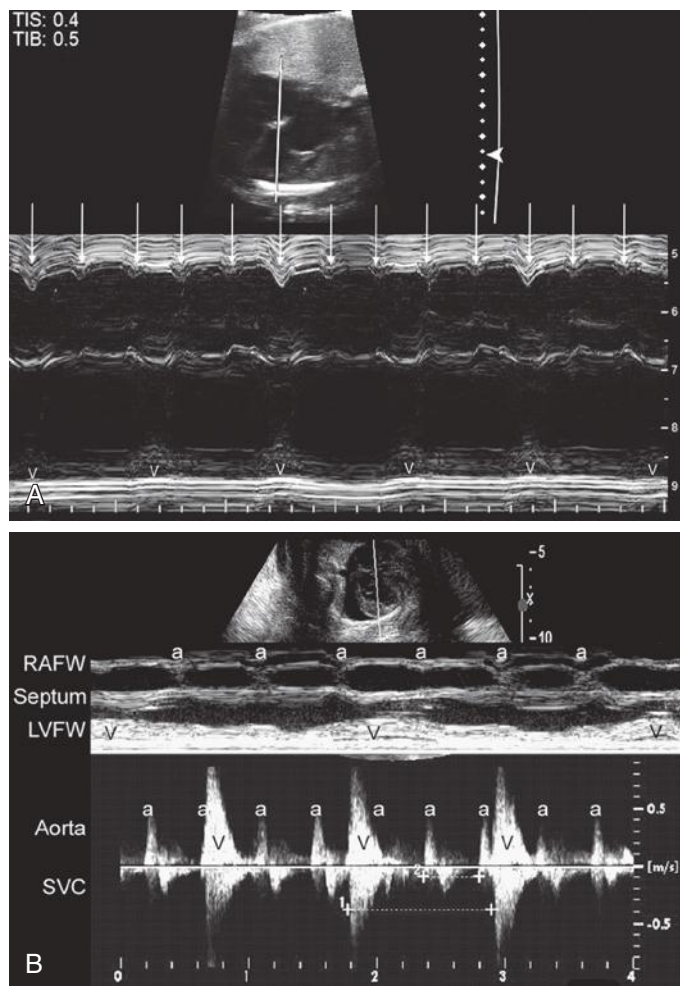 TIS: 0.4
TIB: 0.5
5
6
7
8
V V V V V V
9
A
-5
X
-10
a a a a a a
RAFW
Septum
LVFW
V V V
a a a a a a a a a
0.5
Aorta
V V V
[m/s]
SVC
2
1
-0.5
B
0 1 2 3 4